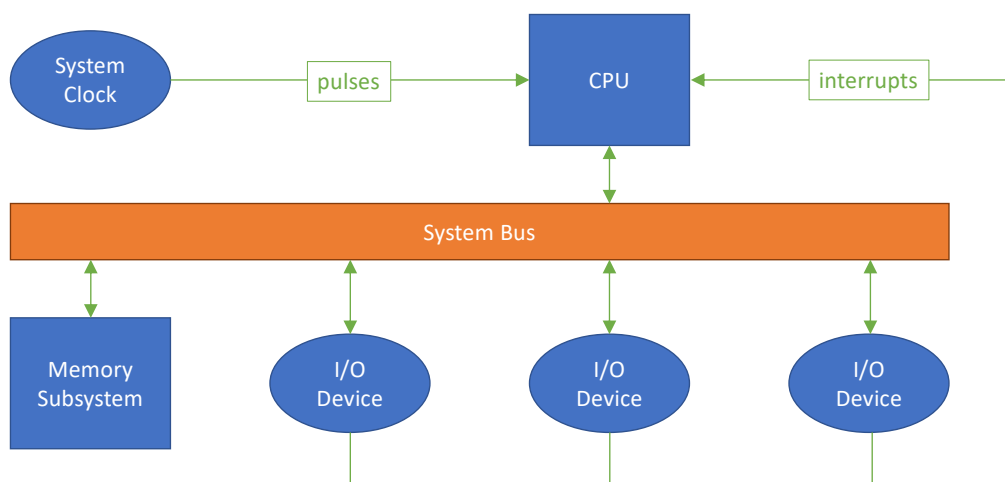 System
Clock
pulses
CPU
interrupts
System Bus
Memory
Subsystem
I/O
Device
I/O
Device
I/O
Device